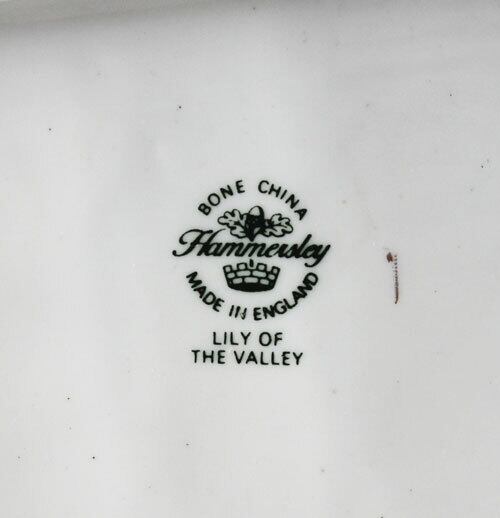 BONE CHINA
Hammersley
MADE IN ENGLAND
LILY OF
THE VALLEY